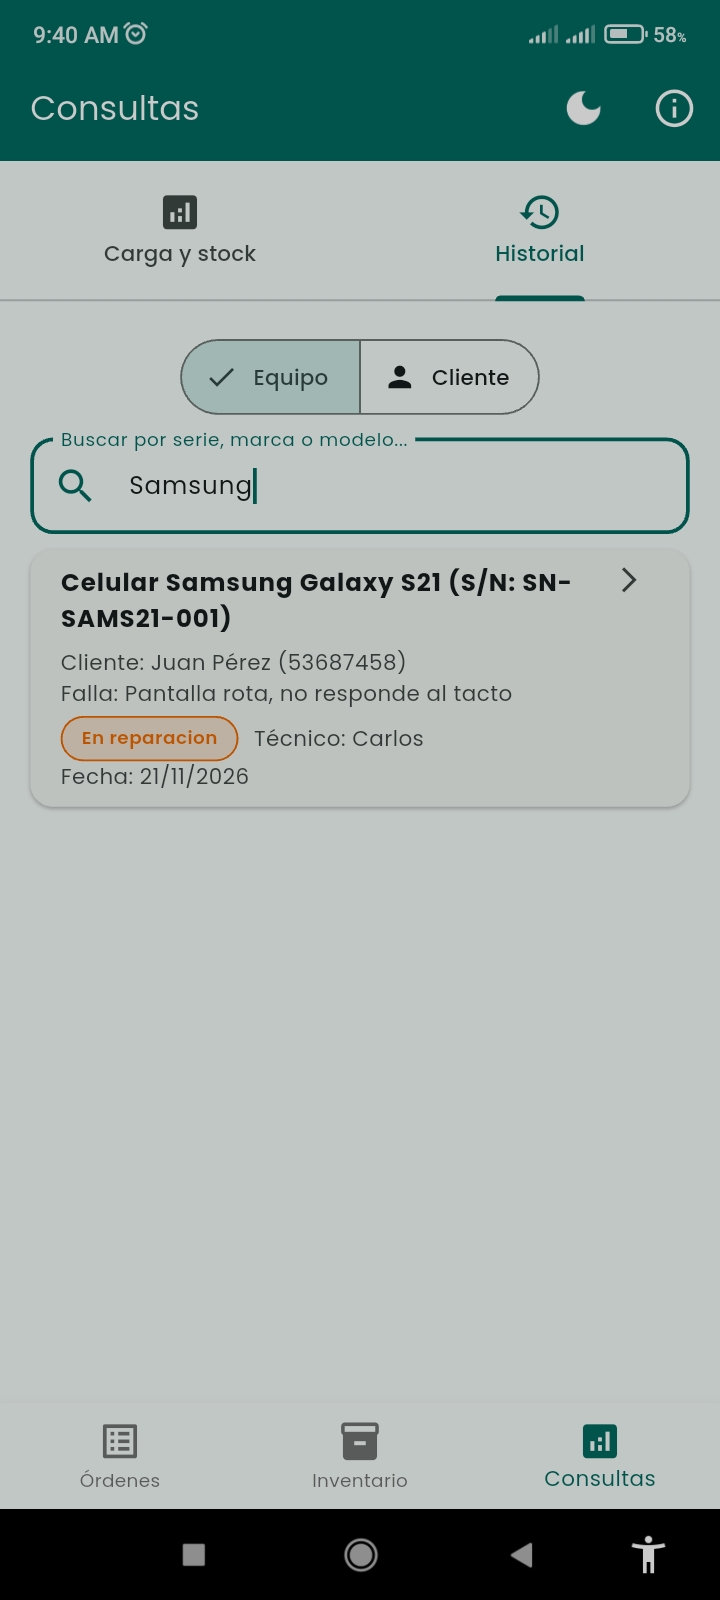 9:40 AM
58%
Consultas
Carga y stock
Historial
Equipo
Cliente
Buscar por serie, marca o modelo...
Samsung
Celular Samsung Galaxy S21 (S/N: SN-
SAMS21-001)
Cliente: Juan Pérez (53687458)
Falla: Pantalla rota, no responde al tacto
En reparacion
Técnico: Carlos
Fecha: 21/11/2026
Órdenes
Inventario
Consultas